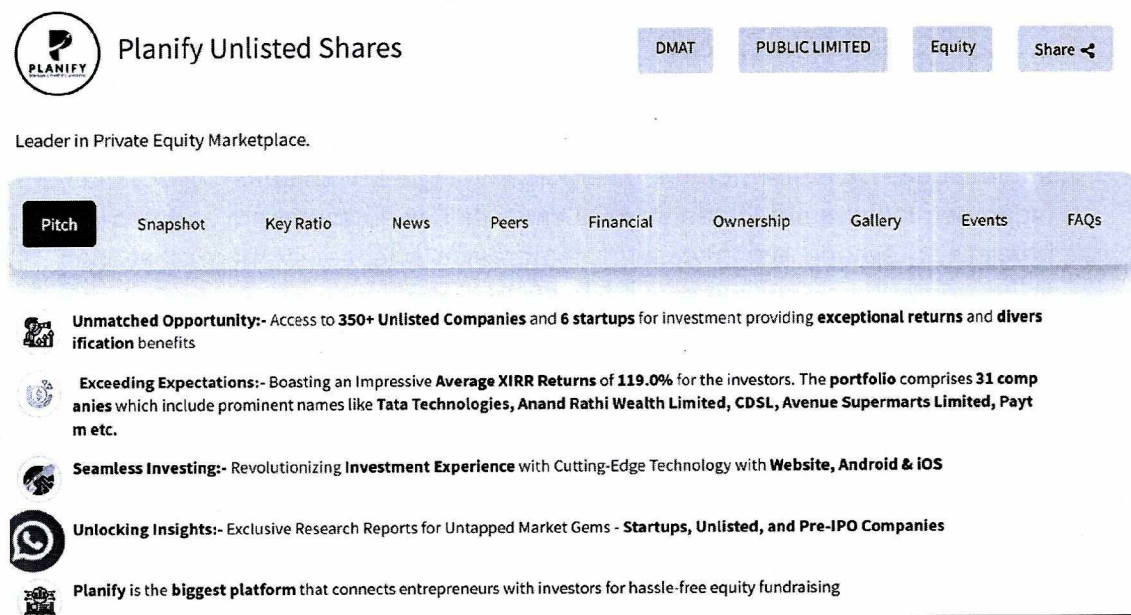 PLANIFY
Planify Unlisted Shares
DMAT
PUBLIC LIMITED
Equity
Share
Leader in Private Equity Marketplace.
Pitch
Snapshot
Key Ratio
News
Peers
Financial
Ownership
Gallery
Events
FAQs
Unmatched Opportunity:- Access to 350+ Unlisted Companies and 6 startups for investment providing exceptional returns and divers
ification benefits
Exceeding Expectations:- Boasting an Impressive Average XIRR Returns of 119.0% for the investors. The portfolio comprises 31 comp
anies which include prominent names like Tata Technologies, Anand Rathi Wealth Limited, CDSL, Avenue Supermarts Limited, Payt
m etc.
Seamless Investing:- Revolutionizing Investment Experience with Cutting-Edge Technology with Website, Android & iOS
Unlocking Insights:- Exclusive Research Reports for Untapped Market Gems - Startups, Unlisted, and Pre-IPO Companies
Planify is the biggest platform that connects entrepreneurs with investors for hassle-free equity fundraising